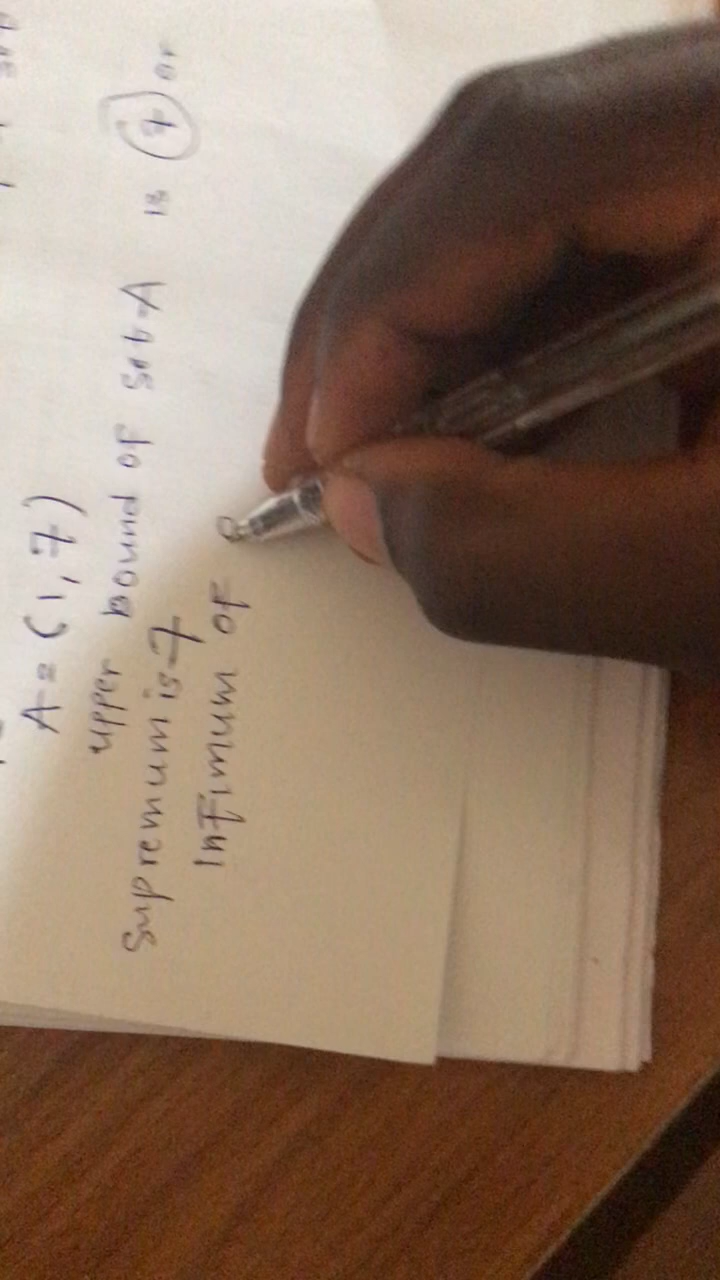 A = (1, 7)
upper bound of set A is 7 or
Supremum is 7
Infimum of